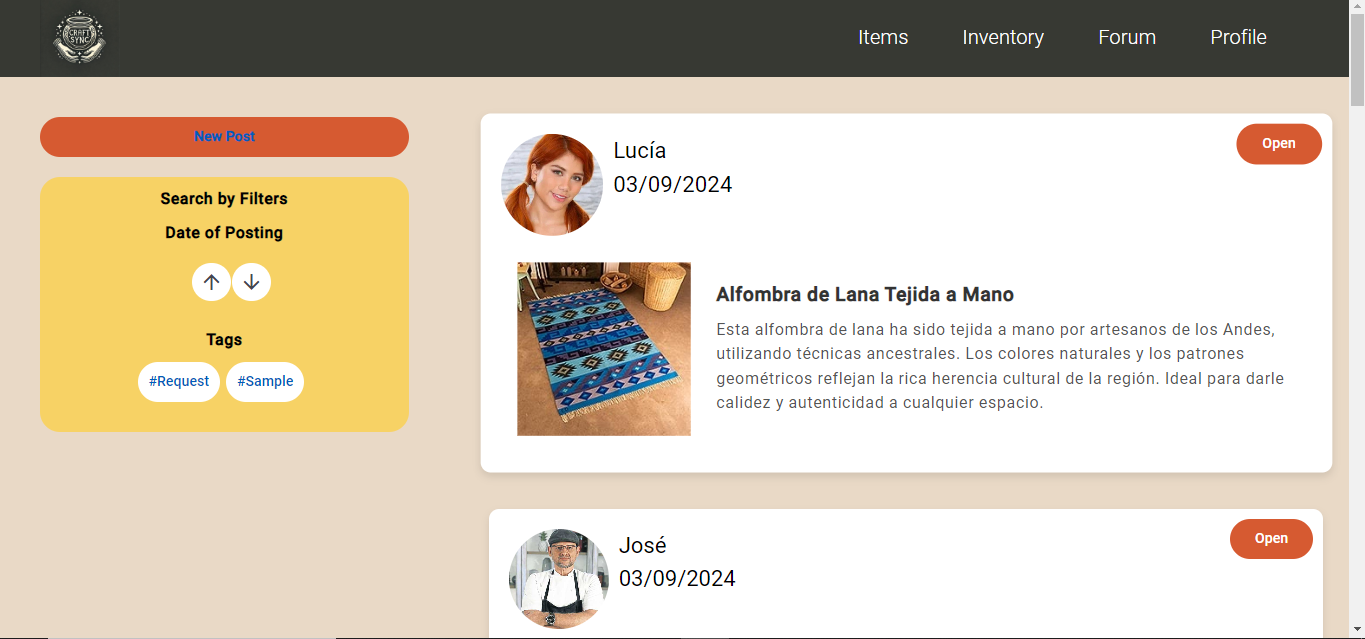 CRAFT
SYNC
Items
Inventory
Forum
Profile
New Post
Search by Filters
Date of Posting
Tags
#Request
#Sample
Lucía
03/09/2024
Open
Alfombra de Lana Tejida a Mano
Esta alfombra de lana ha sido tejida a mano por artesanos de los Andes,
utilizando técnicas ancestrales. Los colores naturales y los patrones
geométricos reflejan la rica herencia cultural de la región. Ideal para darle
calidez y autenticidad a cualquier espacio.
José
03/09/2024
Open